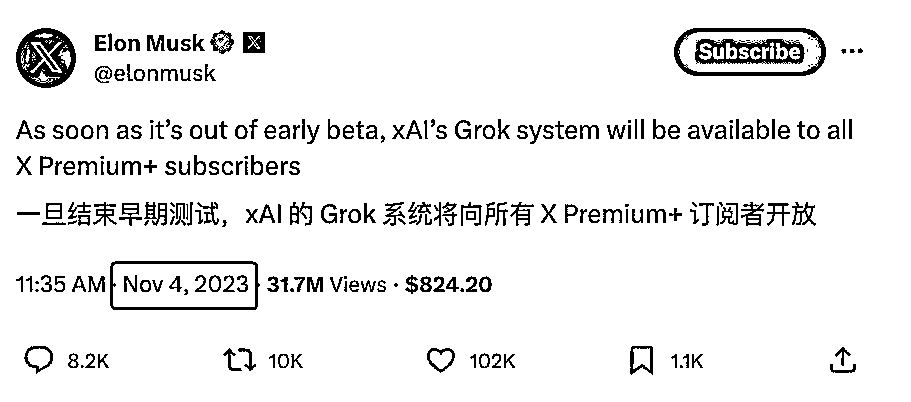 Elon Musk
@elonmusk
Subscribe
As soon as it's out of early beta, xAI's Grok system will be available to all
X Premium+ subscribers
一旦结束早期测试，xAI 的 Grok 系统将向所有 X Premium+ 订阅者开放
11:35 AM · Nov 4, 2023 · 31.7M Views · $824.20
8.2K 10K 102K 1.1K